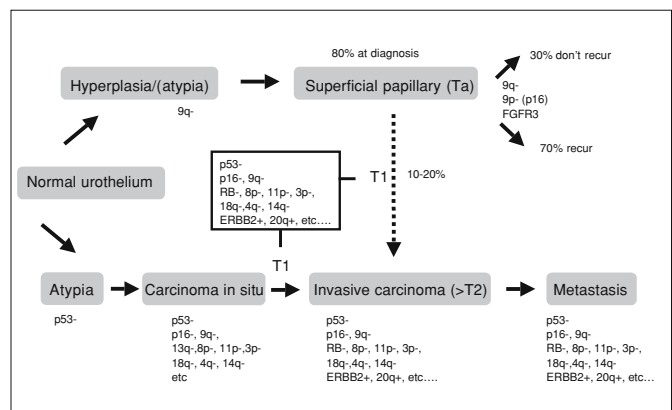 80% at diagnosis
30% don't recur
Hyperplasia/(atypia)
Superficial papillary (Ta)
9q-
9q-
9p- (p16)
FGFR3
70% recur
Normal urothelium
p53-
p16-, 9q-
RB-, 8p-, 11p-, 3p-,
18q-,4q-, 14q-
ERBB2+, 20q+, etc....
T1
10-20%
T1
Atypia
Carcinoma in situ
Invasive carcinoma (>T2)
Metastasis
p53-
p53-
p16-, 9q-,
13q-,8p-, 11p-,3p-
18q-, 4q-, 14q-
etc
p53-
p16-, 9q-
RB-, 8p-, 11p-, 3p-,
18q-,4q-, 14q-
ERBB2+, 20q+, etc....
p53-
p16-, 9q-
RB-, 8p-, 11p-, 3p-,
18q-,4q-, 14q-
ERBB2+, 20q+, etc...